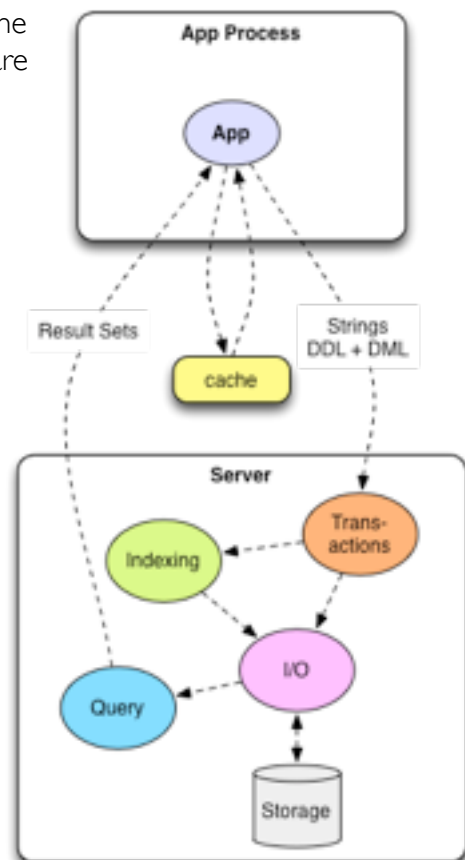 App Process
App
Result Sets
Strings
DDL + DML
cache
Server
Trans-
actions
Indexing
I/O
Query
Storage